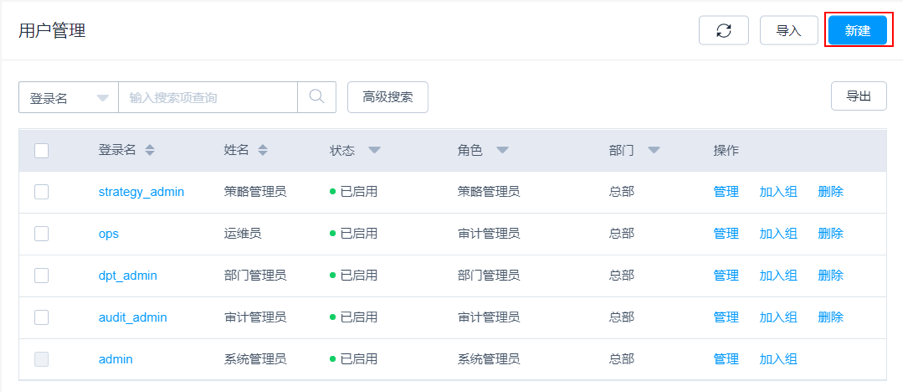 用户管理 导入 新建
登录名 输入搜索项查询 高级搜索 导出
登录名 姓名 状态 角色 部门 操作
strategy_admin 策略管理员 已启用 策略管理员 总部 管理 加入组 删除
ops 运维员 已启用 审计管理员 总部 管理 加入组 删除
dpt_admin 部门管理员 已启用 部门管理员 总部 管理 加入组 删除
audit_admin 审计管理员 已启用 审计管理员 总部 管理 加入组 删除
admin 系统管理员 已启用 系统管理员 总部 管理 加入组